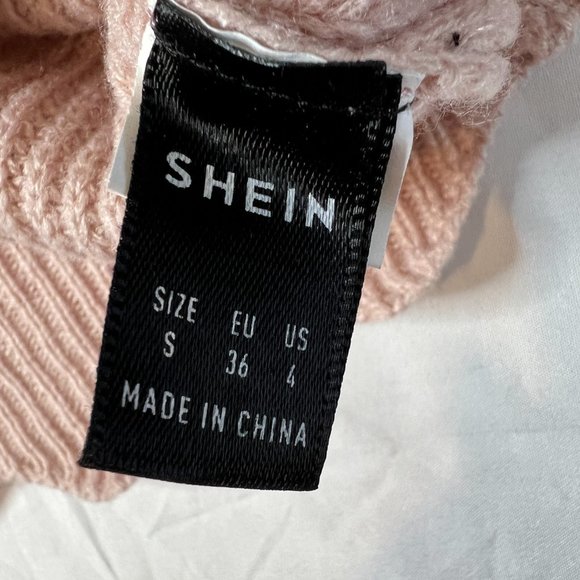 SHEIN
SIZE EU US
S 36 4
MADE IN CHINA